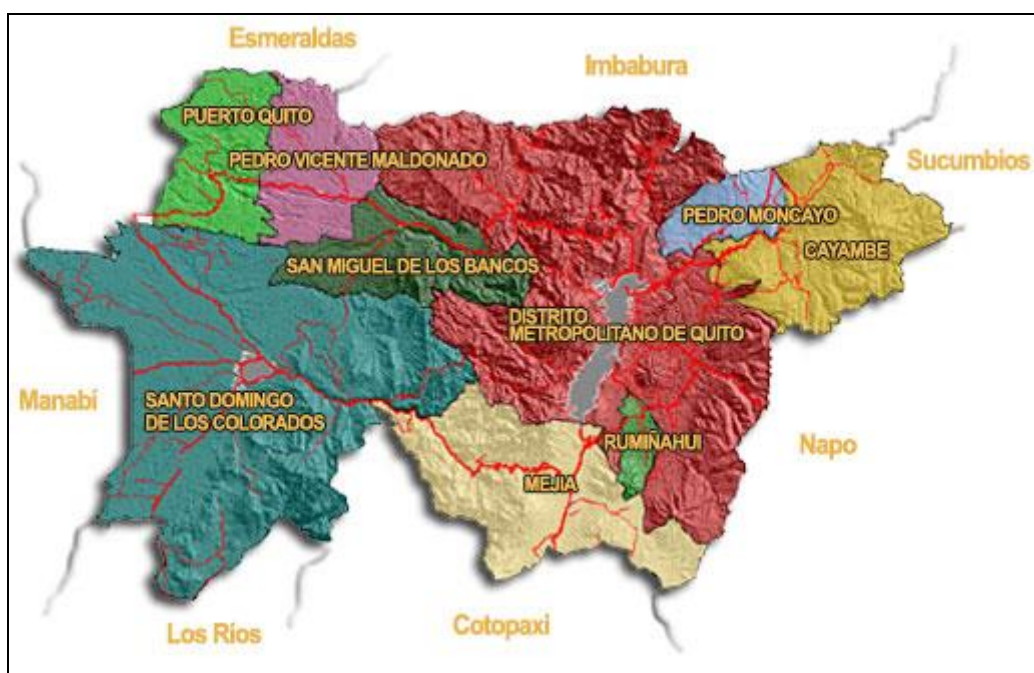 Esmeraldas
Imbabura
PUERTO QUITO
PEDRO VICENTE MALDONADO
Sucumbios
PEDRO MONCAYO
CAYAMBE
SAN MIGUEL DE LOS BANCOS
DISTRITO
METROPOLITANO DE QUITO
Manabí
SANTO DOMINGO
DE LOS COLORADOS
RUMIÑAHUI
Napo
MEJIA
Cotopaxi
Los Ríos